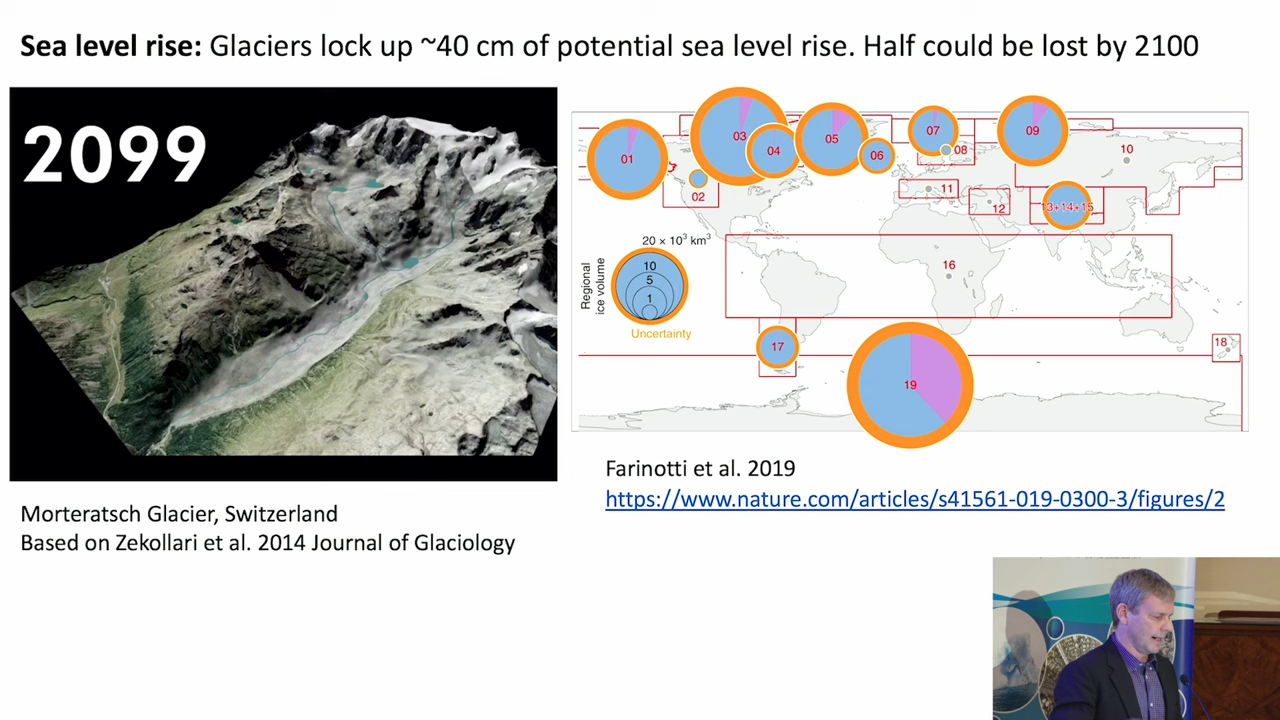 Sea level rise: Glaciers lock up ~40 cm of potential sea level rise. Half could be lost by 2100
2099
01
02
03
04
05
06
07
08
09
10
11
12
13+14+15
20 × 10³ km³
10
5
1
Regional
ice volume
Uncertainty
16
17
18
19
Farinotti et al. 2019
https://www.nature.com/articles/s41561-019-0300-3/figures/2
Morteratsch Glacier, Switzerland
Based on Zekollari et al. 2014 Journal of Glaciology